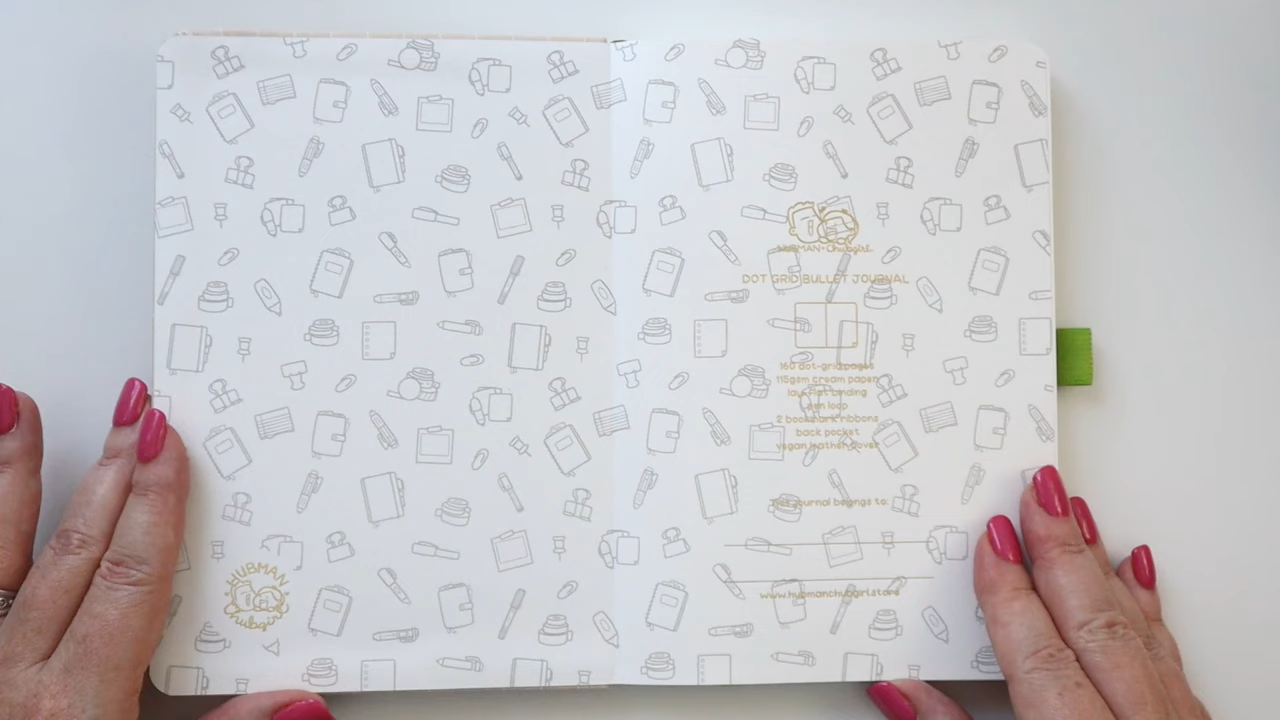 HUBMAN
chubgirl
HUBMAN+Chubgirl.
DOT GRID BULLET JOURNAL
160 dot-grid pages
115gsm cream paper
lays flat binding
pen loop
2 bookmark ribbons
back pocket
vegan leather cover
This journal belongs to:
www.hubmanchubgirl.store